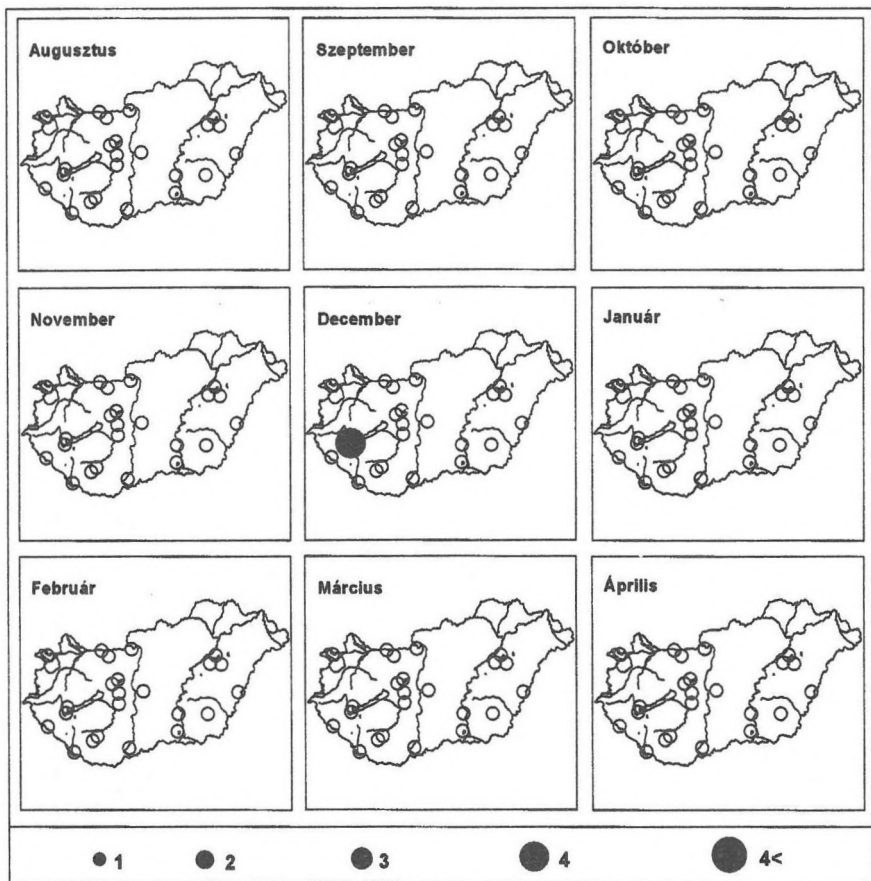 Augusztus
Szeptember
Október
November
December
Január
Február
Március
Április
1
2
3
4
4<